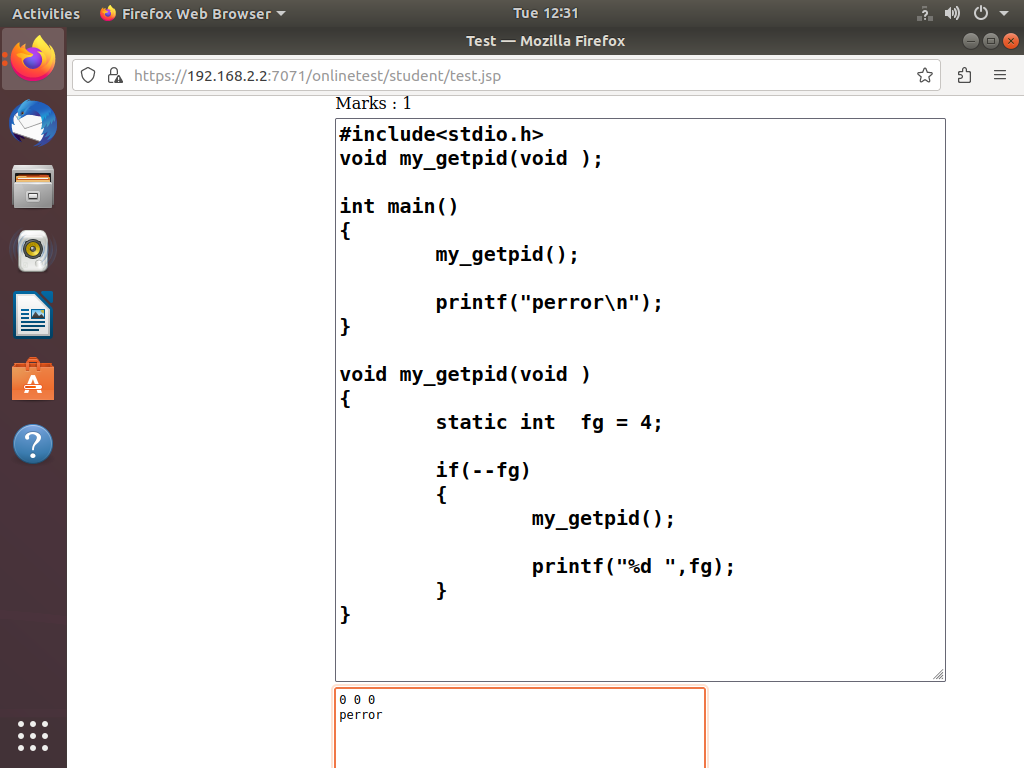 Activities Firefox Web Browser Tue 12:31
Test — Mozilla Firefox
https://192.168.2.2:7071/onlinetest/student/test.jsp
Marks : 1
#include<stdio.h>
void my_getpid(void );
int main()
{
my_getpid();
printf("perror\n");
}
void my_getpid(void )
{
static int  fg = 4;
if(--fg)
{
my_getpid();
printf("%d ",fg);
}
}
0 0 0
perror